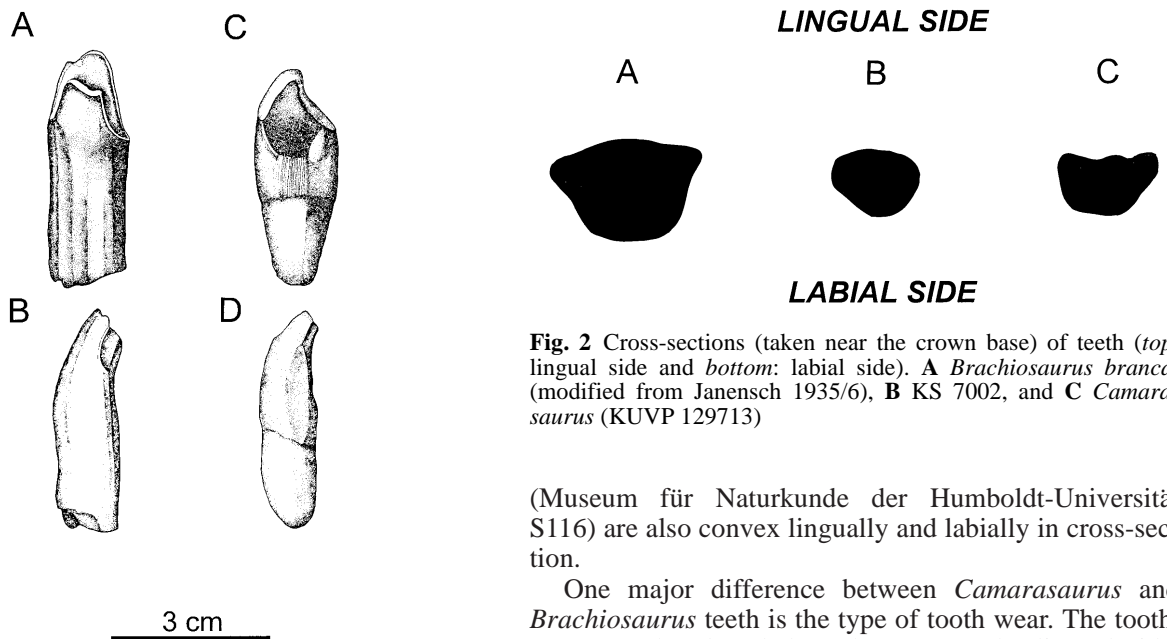 A
C
B
D
3 cm
LINGUAL SIDE
A
B
C
LABIAL SIDE
Fig. 2 Cross-sections (taken near the crown base) of teeth (top
lingual side and bottom: labial side). A Brachiosaurus branca
(modified from Janensch 1935/6), B KS 7002, and C Camara
saurus (KUVP 129713)
(Museum für Naturkunde der Humboldt-Universitä
S116) are also convex lingually and labially in cross-sec
tion.
One major difference between Camarasaurus and
Brachiosaurus teeth is the type of tooth wear. The tooth